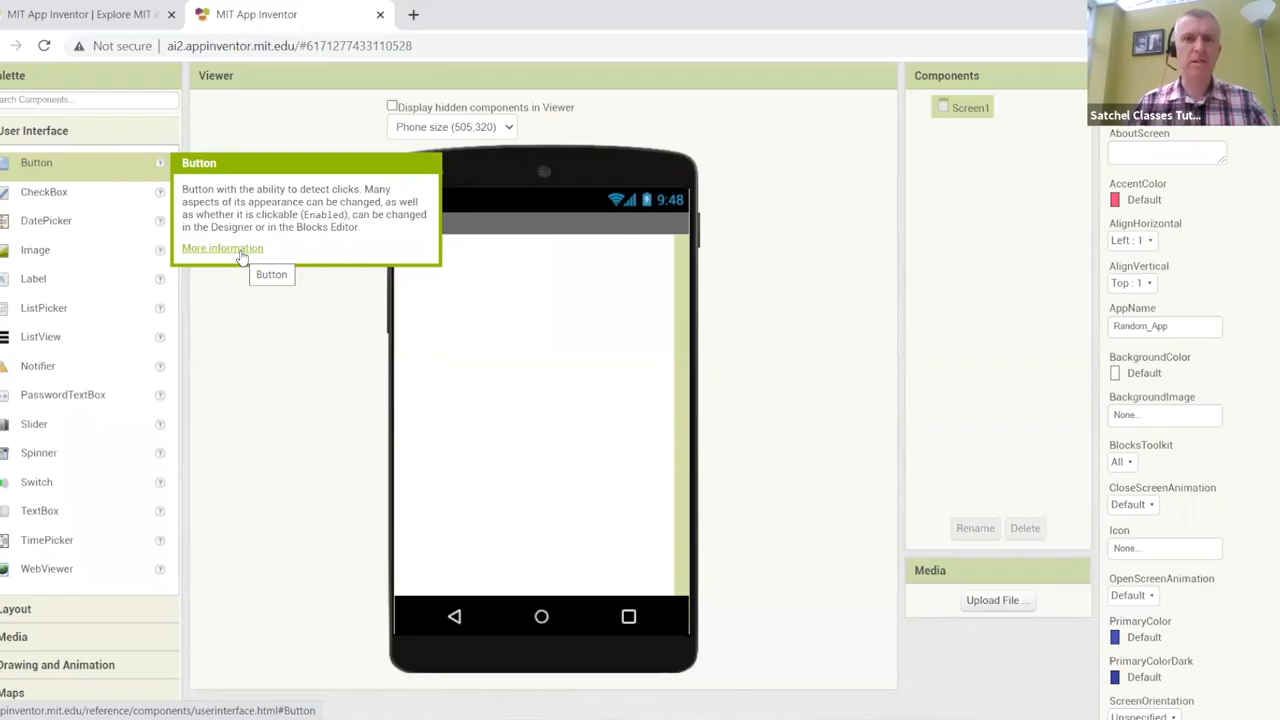 MIT App Inventor | Explore MIT A
MIT App Inventor
Not secure
ai2.appinventor.mit.edu/#6171277433110528
alette
arch Components...
User Interface
Button
CheckBox
DatePicker
Image
Label
ListPicker
ListView
Notifier
PasswordTextBox
Slider
Spinner
Switch
TextBox
TimePicker
WebViewer
Layout
Media
Drawing and Animation
Maps
pinventor.mit.edu/reference/components/userinterface.html#Button
Button
Button with the ability to detect clicks. Many
aspects of its appearance can be changed, as well
as whether it is clickable (Enabled), can be changed
in the Designer or in the Blocks Editor.
More information
Button
Viewer
Display hidden components in Viewer
Phone size (505,320)
9:48
Components
Screen1
Rename
Delete
Media
Upload File ...
Satchel Classes Tut...
AboutScreen
AccentColor
Default
AlignHorizontal
Left : 1
AlignVertical
Top : 1
AppName
Random_App
BackgroundColor
Default
BackgroundImage
None...
BlocksToolkit
All
CloseScreenAnimation
Default
Icon
None...
OpenScreenAnimation
Default
PrimaryColor
Default
PrimaryColorDark
Default
ScreenOrientation
Unspecified